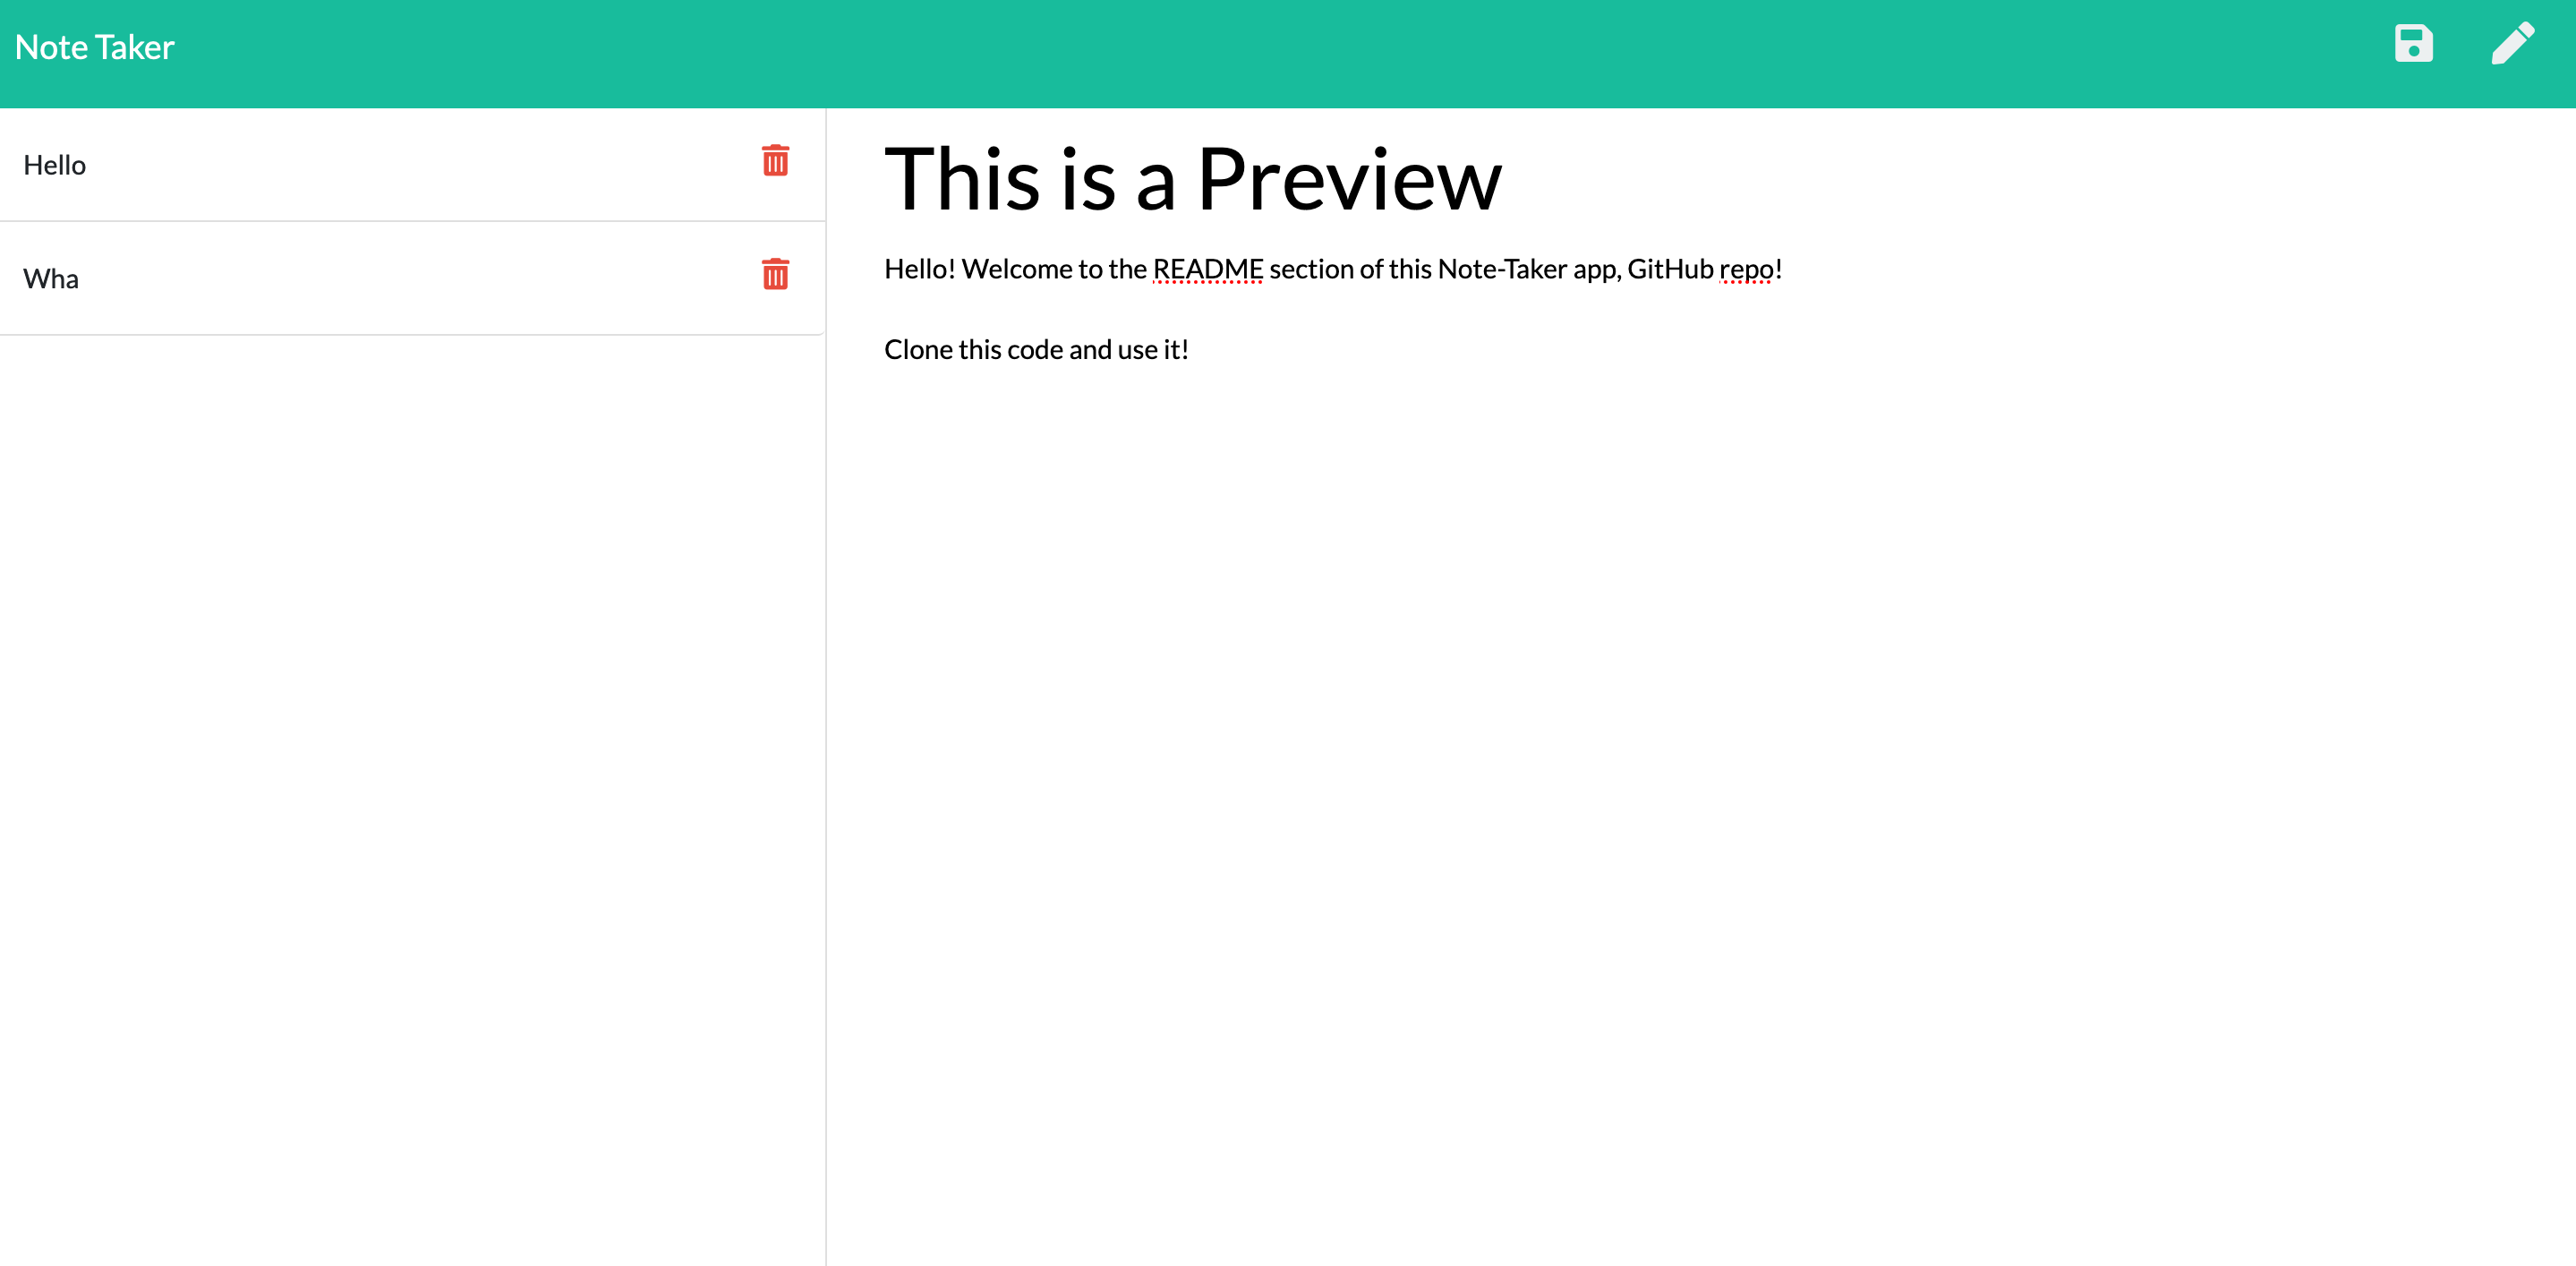 Note Taker
Hello
Wha
This is a Preview
Hello! Welcome to the README section of this Note-Taker app, GitHub repo!
Clone this code and use it!